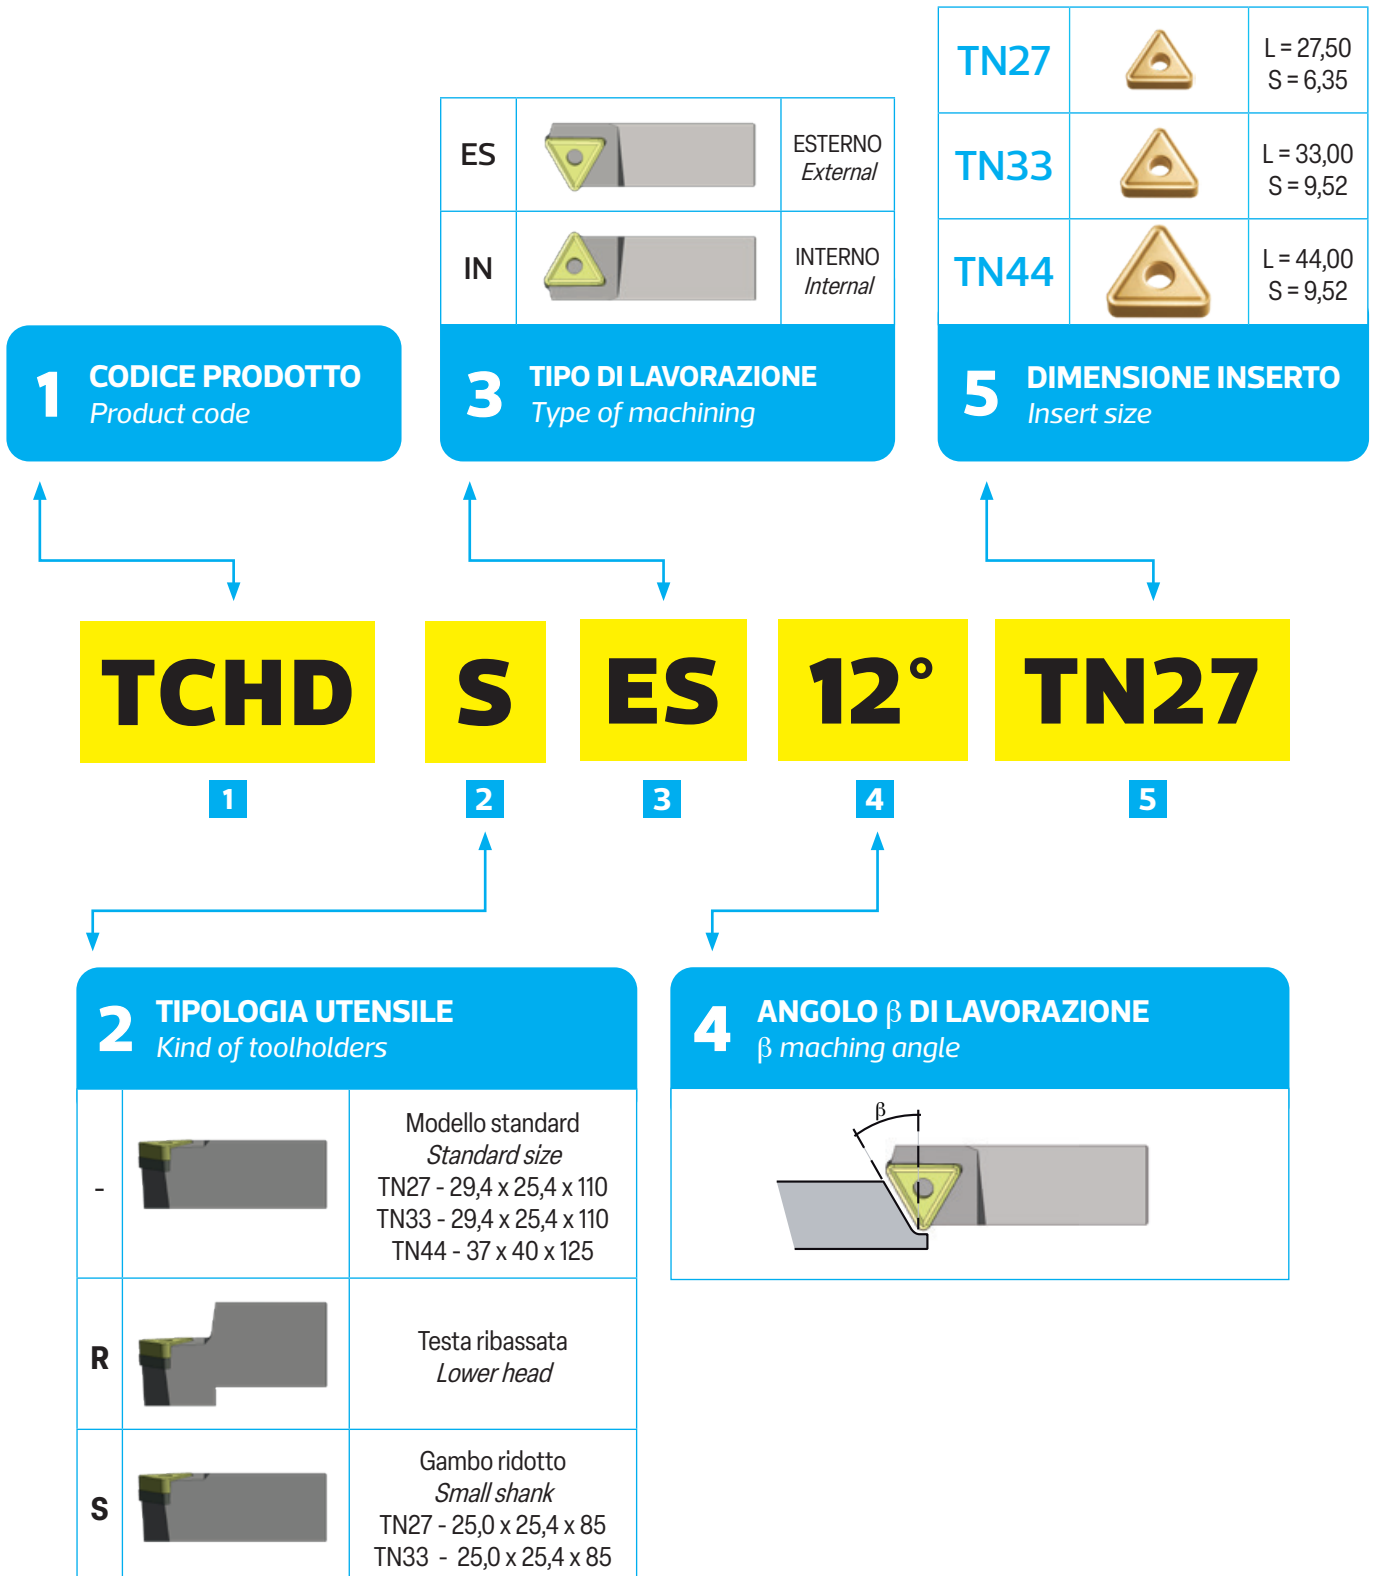 TN27
L = 27,50
S = 6,35
TN33
L = 33,00
S = 9,52
TN44
L = 44,00
S = 9,52
ES
ESTERNO
External
IN
INTERNO
Internal
1 CODICE PRODOTTO
Product code
3 TIPO DI LAVORAZIONE
Type of machining
5 DIMENSIONE INSERTO
Insert size
TCHD S ES 12° TN27
1 2 3 4 5
2 TIPOLOGIA UTENSILE
Kind of toolholders
-
Modello standard
Standard size
TN27 - 29,4 x 25,4 x 110
TN33 - 29,4 x 25,4 x 110
TN44 - 37 x 40 x 125
R
Testa ribassata
Lower head
S
Gambo ridotto
Small shank
TN27 - 25,0 x 25,4 x 85
TN33 - 25,0 x 25,4 x 85
4 ANGOLO β DI LAVORAZIONE
β maching angle
β